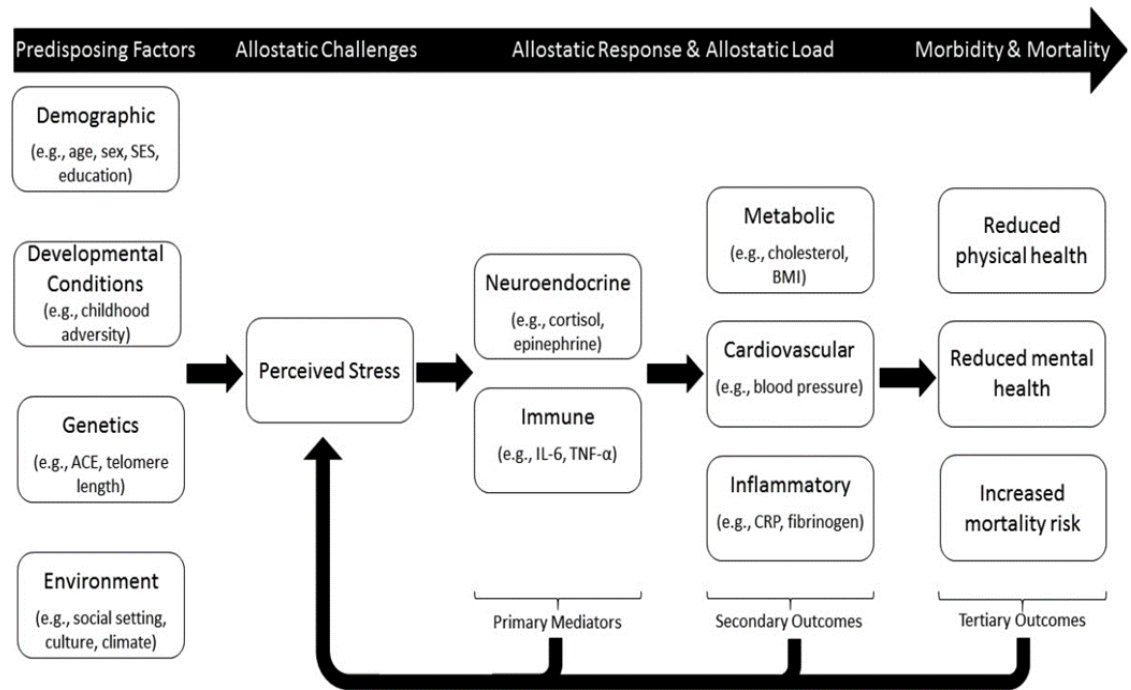 Predisposing Factors
Allostatic Challenges
Allostatic Response & Allostatic Load
Morbidity & Mortality
Demographic
(e.g., age, sex, SES,
education)
Developmental
Conditions
(e.g., childhood
adversity)
Genetics
(e.g., ACE, telomere
length)
Environment
(e.g., social setting,
culture, climate)
Perceived Stress
Neuroendocrine
(e.g., cortisol,
epinephrine)
Immune
(e.g., IL-6, TNF-α)
Primary Mediators
Metabolic
(e.g., cholesterol,
BMI)
Cardiovascular
(e.g., blood pressure)
Inflammatory
(e.g., CRP, fibrinogen)
Secondary Outcomes
Reduced
physical health
Reduced mental
health
Increased
mortality risk
Tertiary Outcomes